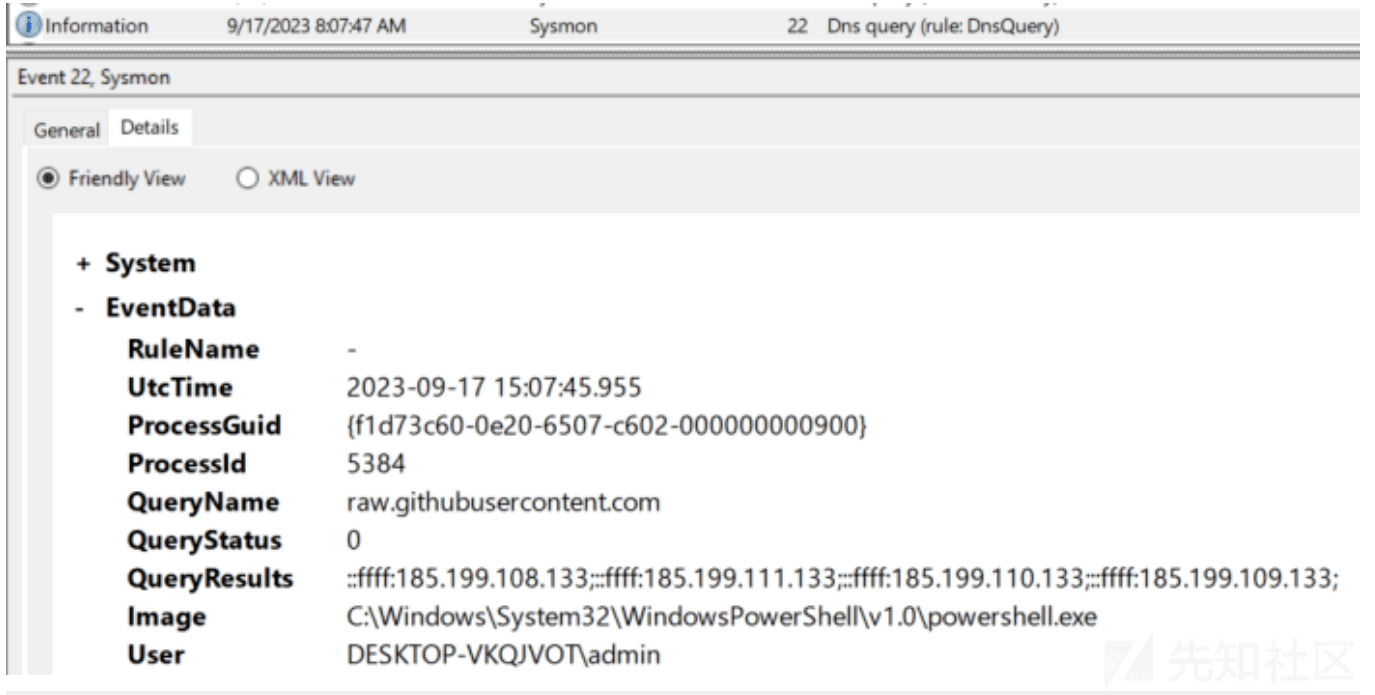 Information 9/17/2023 8:07:47 AM Sysmon 22 Dns query (rule: DnsQuery)
Event 22, Sysmon
General Details
Friendly View XML View
+ System
- EventData
RuleName -
UtcTime 2023-09-17 15:07:45.955
ProcessGuid {f1d73c60-0e20-6507-c602-000000000900}
ProcessId 5384
QueryName raw.githubusercontent.com
QueryStatus 0
QueryResults ::ffff:185.199.108.133;::ffff:185.199.111.133;::ffff:185.199.110.133;::ffff:185.199.109.133;
Image C:\Windows\System32\WindowsPowerShell\v1.0\powershell.exe
User DESKTOP-VKQJVOT\admin
先知社区